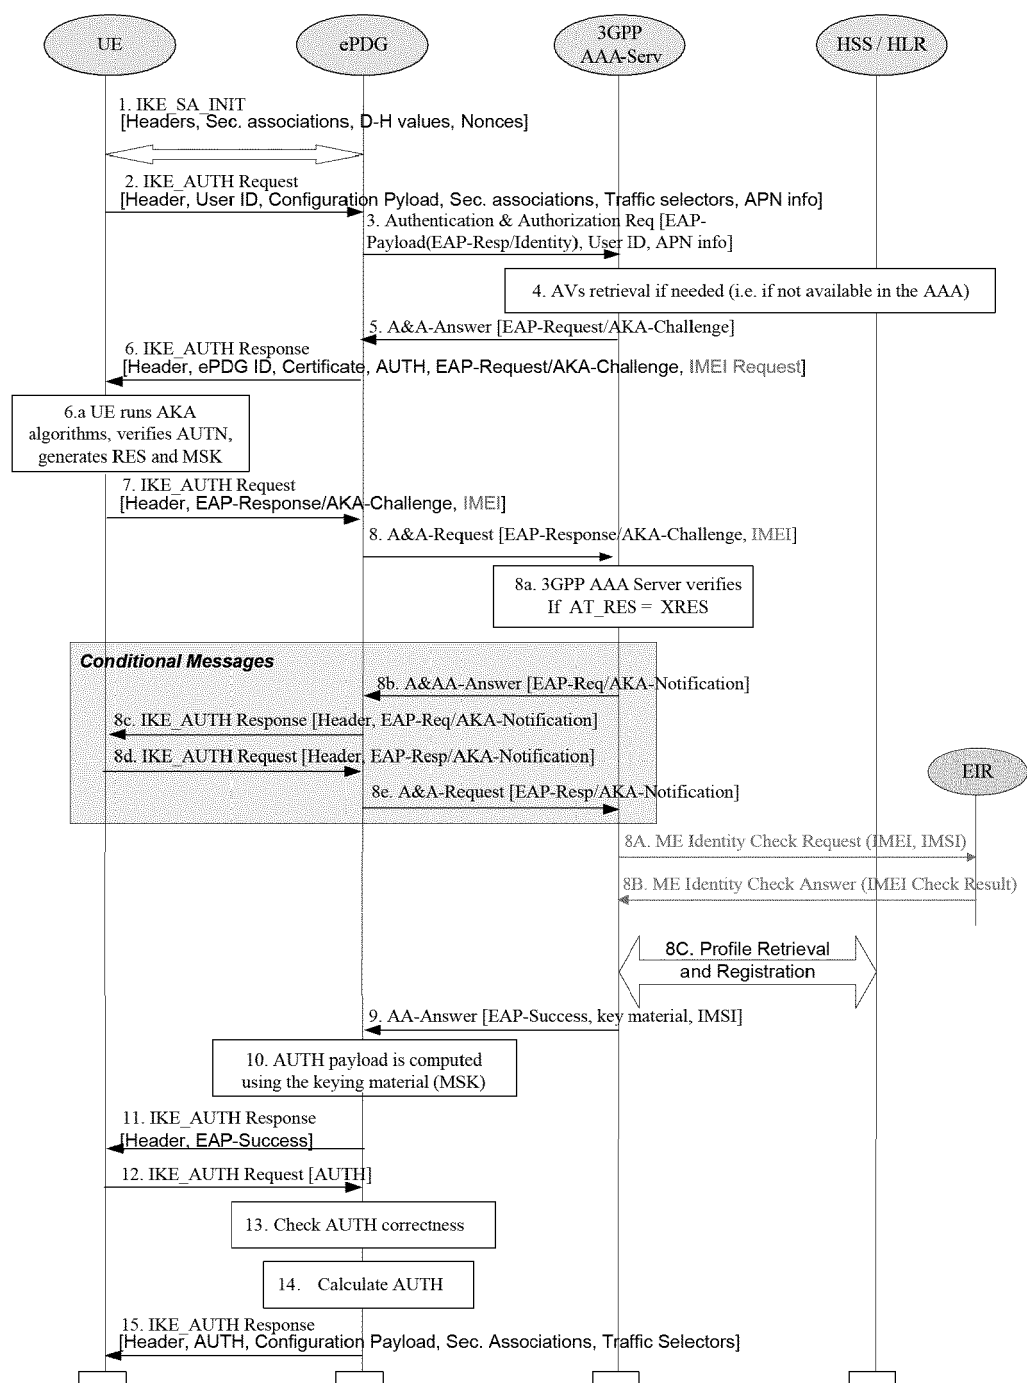 UE
ePDG
3GPP
AAA-Serv
HSS / HLR
1. IKE_SA_INIT
[Headers, Sec. associations, D-H values, Nonces]
2. IKE_AUTH Request
[Header, User ID, Configuration Pyload, Sec. associations, Traffic selectors, APN info]
3. Authentication & Authorization Req [EAP-
Payload(EAP-Resp/Identity), User ID, APN info]
4. AVs retrieval if needed (i.e. if not available in the AAA)
5. A&A-Answer [EAP-Request/AKA-Challenge]
6. IKE_AUTH Response
[Header, ePDG ID, Certificate, AUTH, EAP-Request/AKA-Challenge, IMEI Request]
6.a UE runs AKA
algorithms, verifies AUTN,
generates RES and MSK
7. IKE_AUTH Request
[Header, EAP-Response/AKA-Challenge, IMEI]
8. A&A-Request [EAP-Response/AKA-Challenge, IMEI]
8a. 3GPP AAA Server verifies
If AT_RES = XRES
Conditional Messages
8b. A&AA-Answer [EAP-Req/AKA-Notification]
8c. IKE_AUTH Response [Header, EAP-Req/AKA-Notification]
8d. IKE_AUTH Request [Header, EAP-Resp/AKA-Notification]
EIR
8e. A&A-Request [EAP-Resp/AKA-Notification]
8A. ME Identity Check Request (IMEI, IMSI)
8B. ME Identity Check Answer (IMEI Check Result)
8C. Profile Retrieval
and Registration
9. AA-Answer [EAP-Success, key material, IMSI]
10. AUTH payload is computed
using the keying material (MSK)
11. IKE_AUTH Response
[Header, EAP-Success]
12. IKE_AUTH Request [AUTH]
13. Check AUTH correctness
14. Calculate AUTH
15. IKE_AUTH Response
[Header, AUTH, Configuration Payload, Sec. Associations, Traffic Selectors]